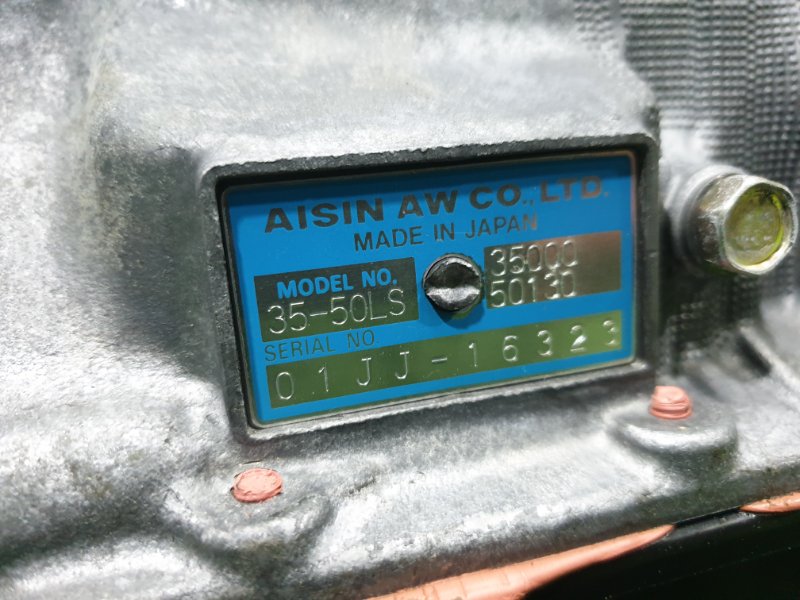 AISIN AW CO., LTD.
MADE IN JAPAN
MODEL NO.
35-50LS
35000
50130
SERIAL NO.
01JJ-16323